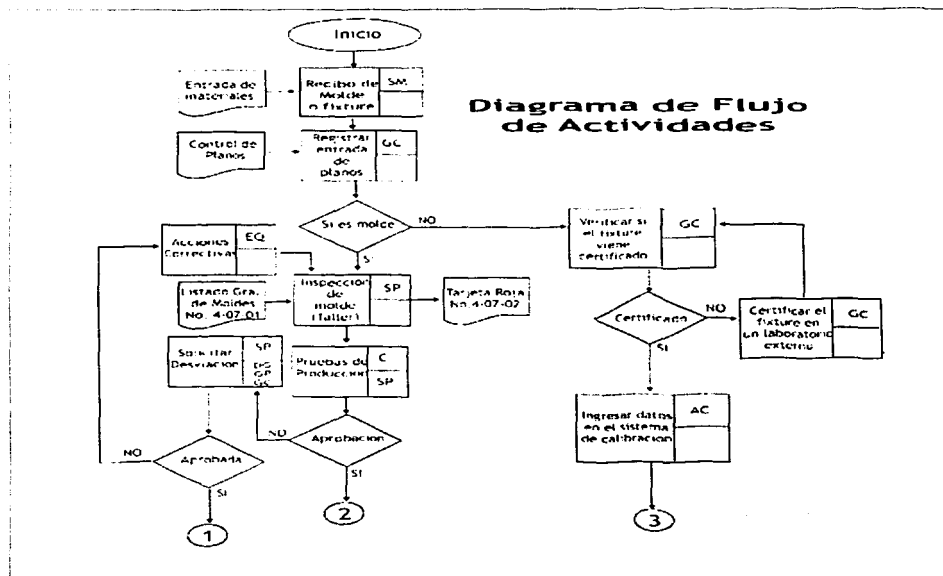 Inicio
Entrada de
materiales
Recibo de
Molde
o fixture
SM
Diagrama de Flujo
de Actividades
Control de
Planos
Registrar
entrada
de
planos
GC
Si es molde
NO
SI
Verificar si
el fixture
viene
certificado
GC
Acciones
Correctivas
EQ
Listado Gral.
de Moldes
No. 4-07-01
Inspección
de
molde
(taller)
SP
Tarjeta Roja
No.4-07-02
Certificado
NO
SI
Certificar el
fixture en
un laboratorio
externo
GC
Solicitar
Desviación
SP
GP
GC
Pruebas de
Producción
C
SP
Ingresar datos
en el sistema
de calibración
AC
NO
Aprobada
SI
NO
Aprobacion
SI
1
2
3